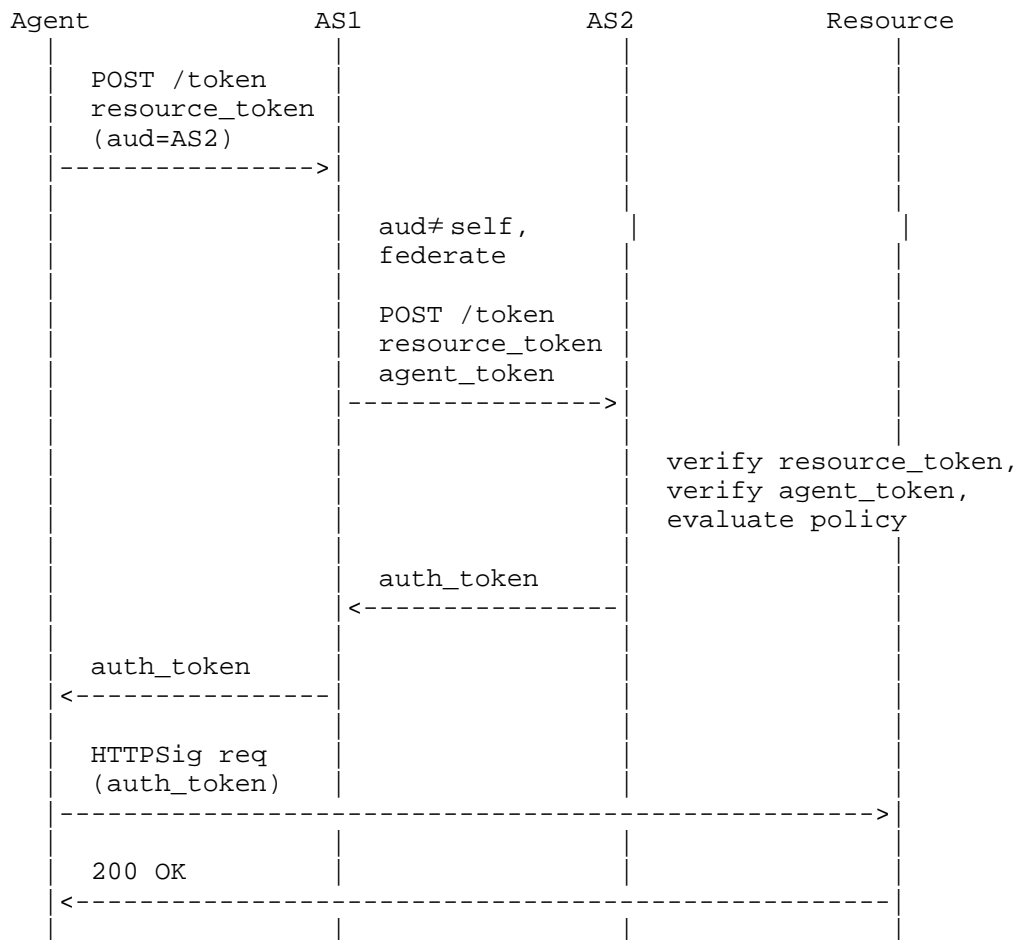 Agent AS1 AS2 Resource
POST /token
resource_token
(aud=AS2)
aud≠ self,
federate
POST /token
resource_token
agent_token
verify resource_token,
verify agent_token,
evaluate policy
auth_token
auth_token
HTTPSig req
(auth_token)
200 OK